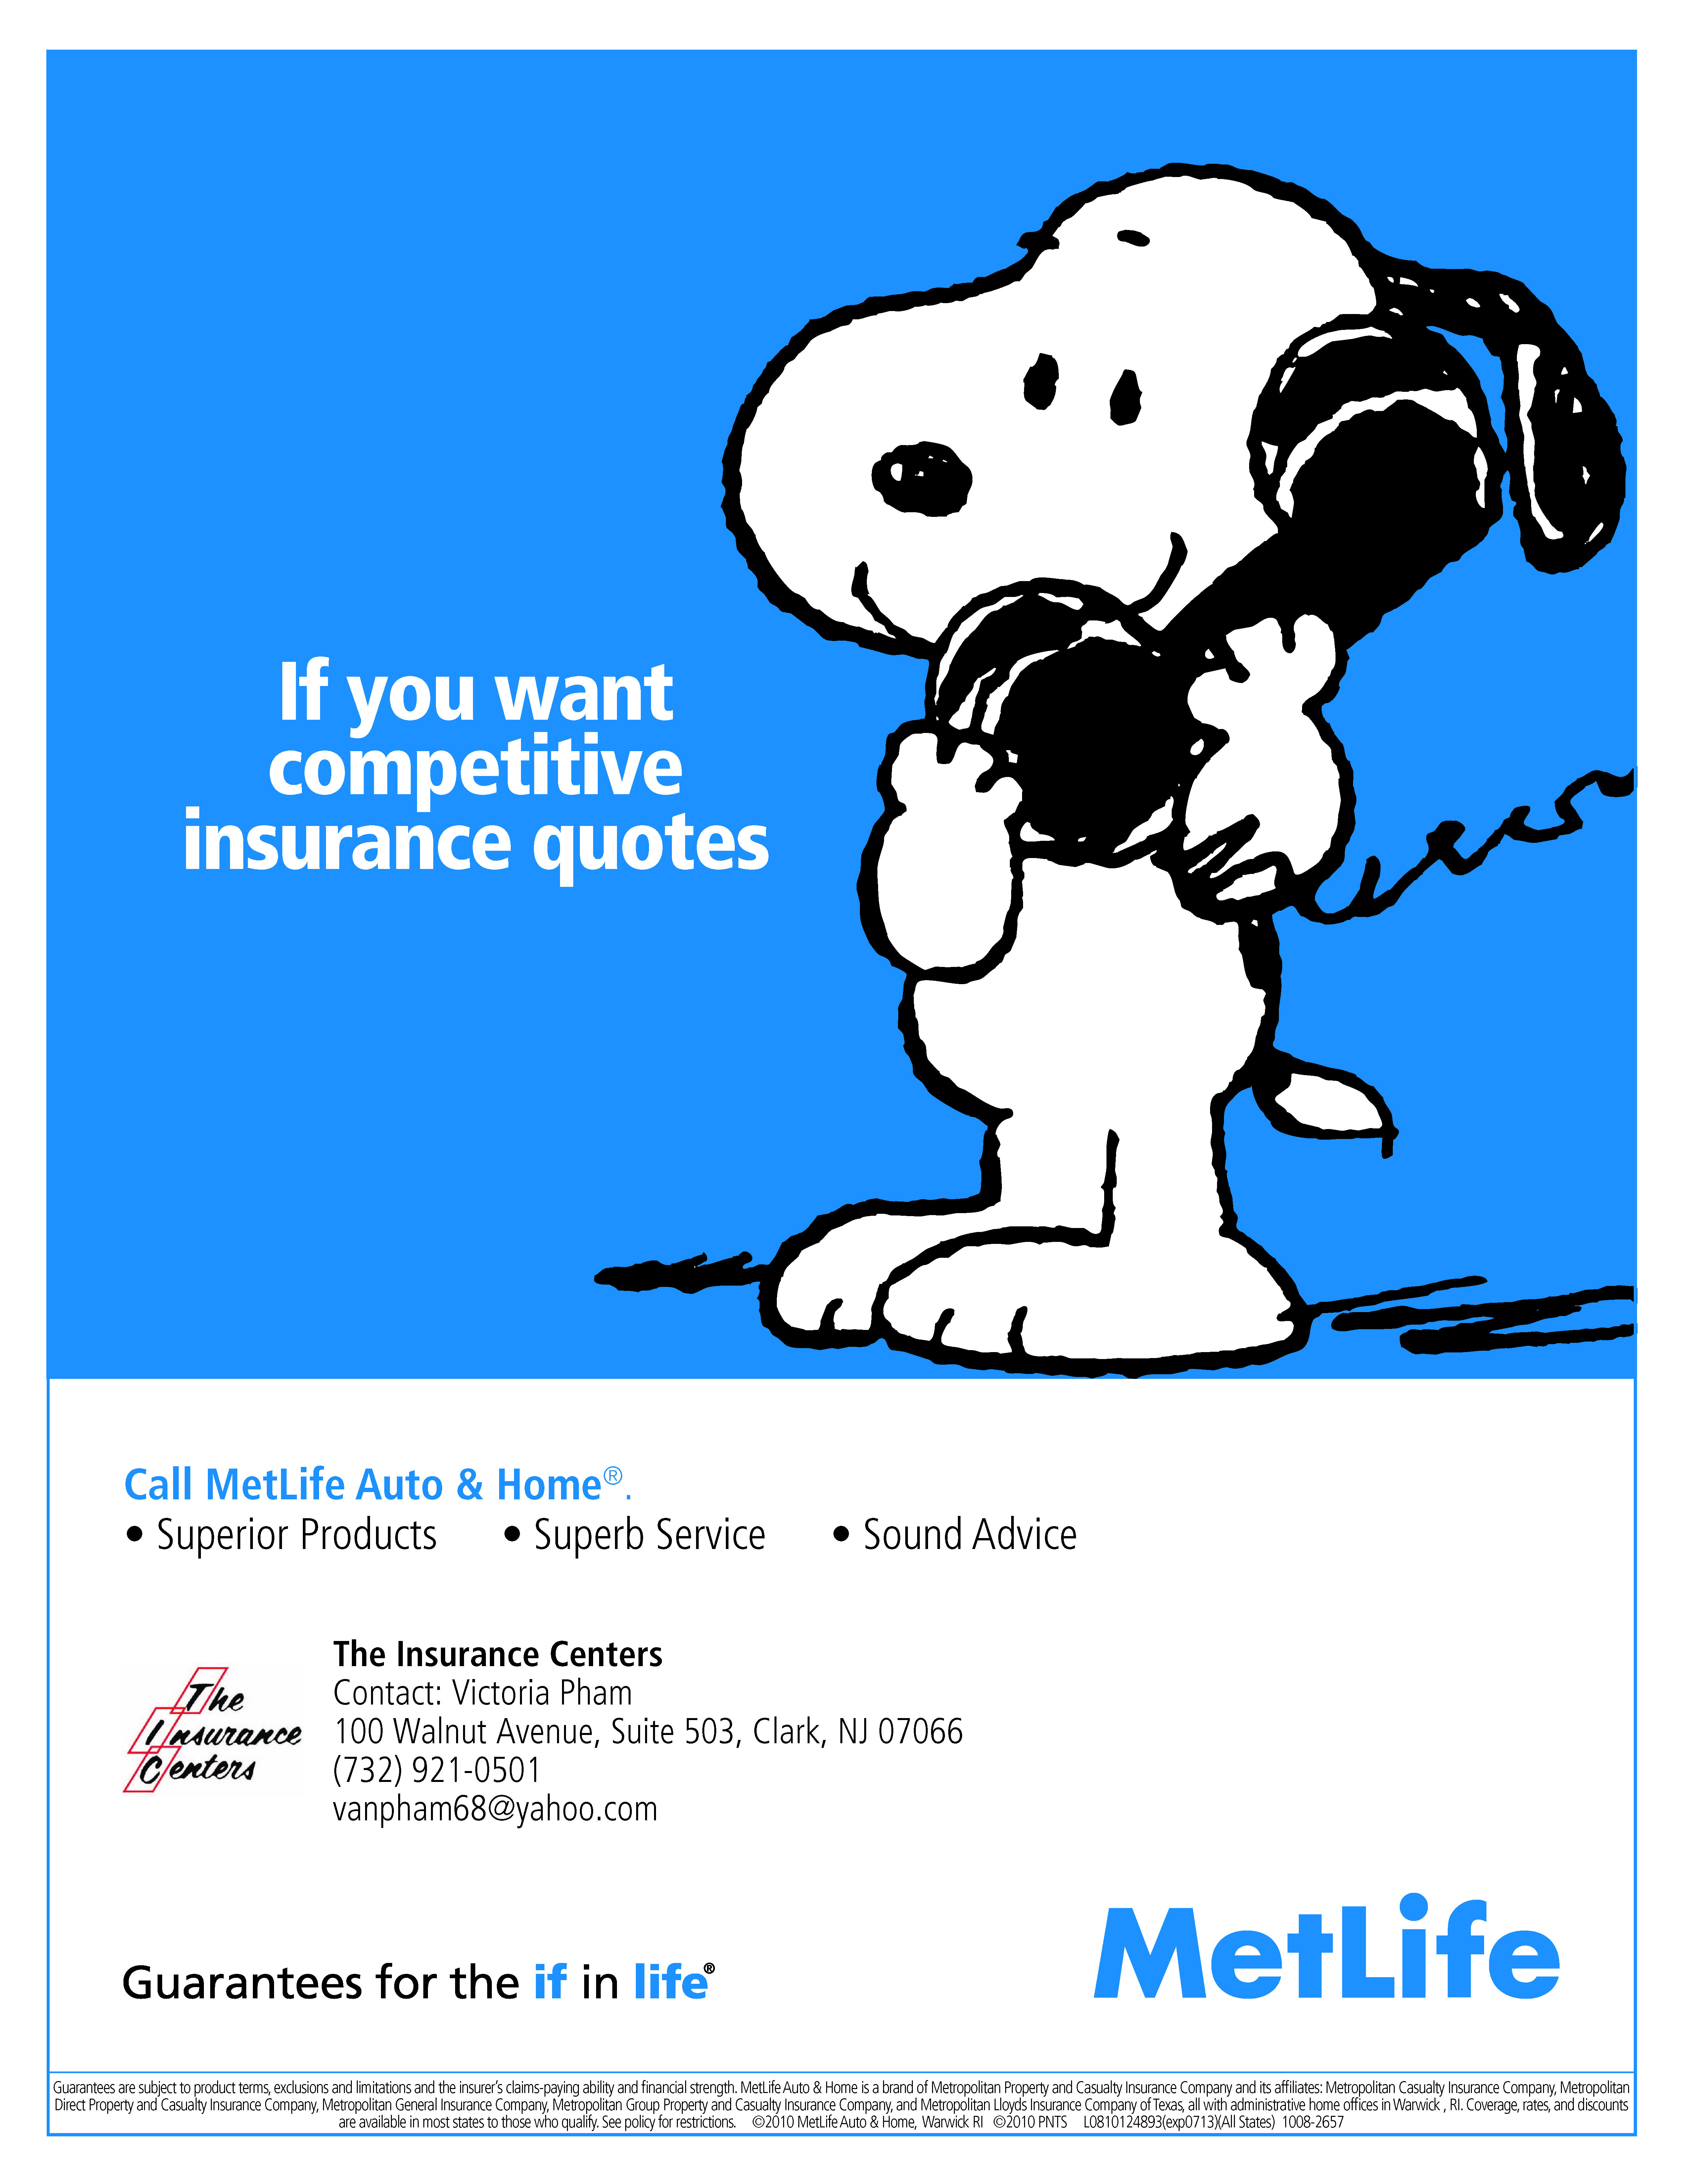 If you want
competitive
insurance quotes
Call MetLife Auto & Home®.
• Superior Products • Superb Service • Sound Advice
The
Insurance
Centers
The Insurance Centers
Contact: Victoria Pham
100 Walnut Avenue, Suite 503, Clark, NJ 07066
(732) 921-0501
vanpham68@yahoo.com
Guarantees for the if in life®
MetLife
Guarantees are subject to product terms, exclusions and limitations and the insurer's claims-paying ability and financial strength. MetLife Auto & Home is a brand of Metropolitan Property and Casualty Insurance Company and its affiliates: Metropolitan Casualty Insurance Company, Metropolitan
Direct Property and Casualty Insurance Company, Metropolitan General Insurance Company, Metropolitan Group Property and Casualty Insurance Company, and Metropolitan Lloyds Insurance Company of Texas, all with administrative home offices in Warwick , RI. Coverage, rates, and discounts
are available in most states to those who qualify. See policy for restrictions. ©2010 MetLife Auto & Home, Warwick RI ©2010 PNTS L0810124893(exp0713)(All States) 1008-2657